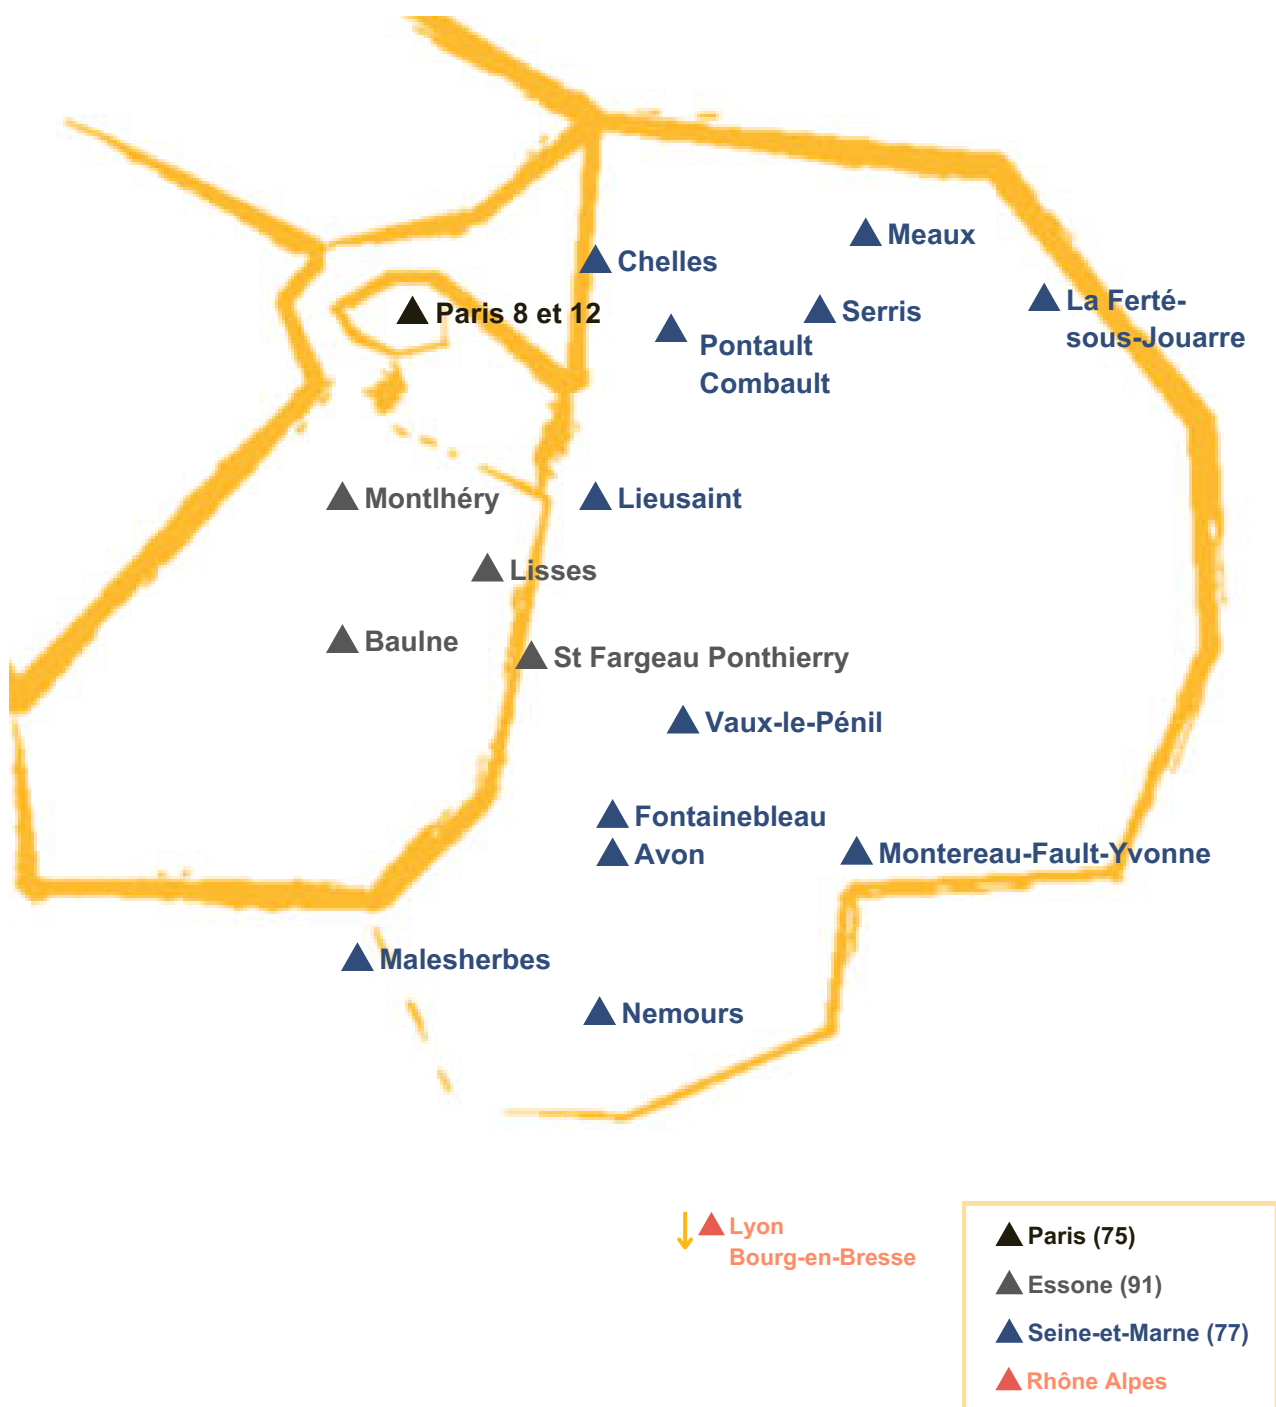 Meaux
Chelles
La Ferté-
sous-Jouarre
Paris 8 et 12
Serris
Pontault
Combault
Montlhéry
Lieusaint
Lisses
Baulne
St Fargeau Ponthierry
Vaux-le-Pénil
Fontainebleau
Avon
Montereau-Fault-Yvonne
Malesherbes
Nemours
Lyon
Bourg-en-Bresse
Paris (75)
Essone (91)
Seine-et-Marne (77)
Rhône Alpes